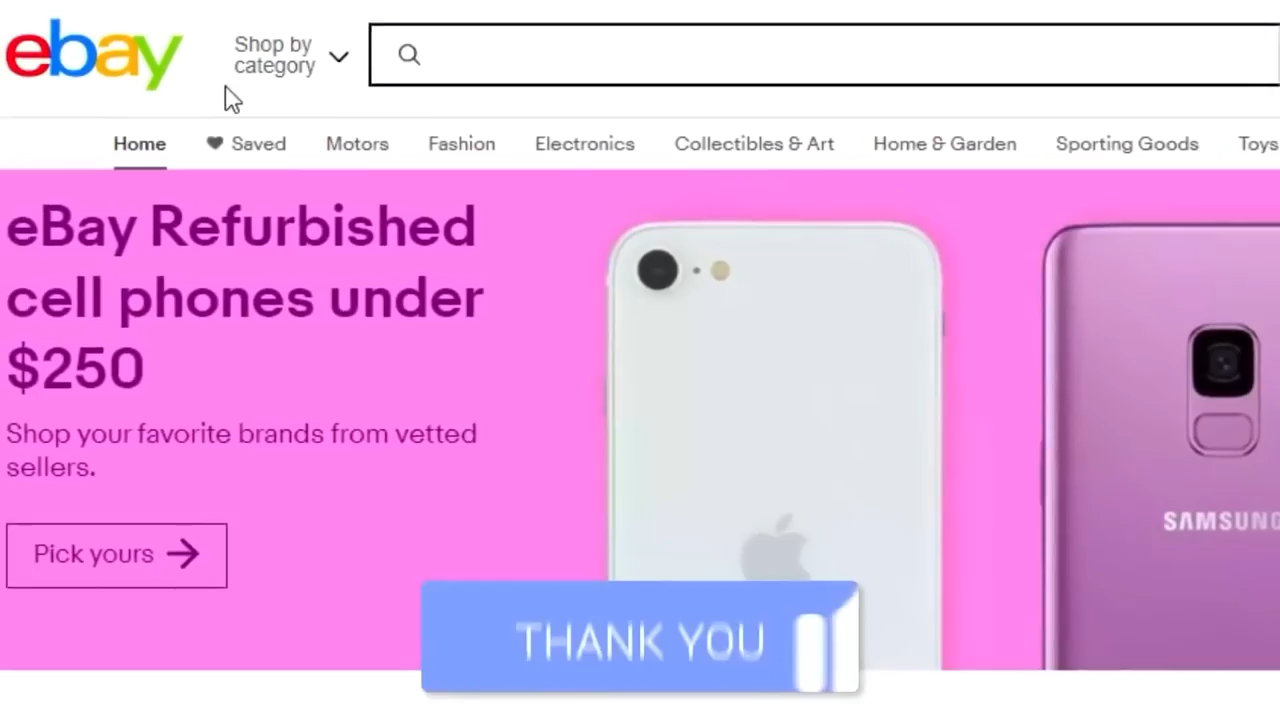 ebay
Shop by
category
Home
Saved
Motors
Fashion
Electronics
Collectibles & Art
Home & Garden
Sporting Goods
Toys
eBay Refurbished
cell phones under
$250
Shop your favorite brands from vetted
sellers.
Pick yours
SAMSUNG
THANK YOU